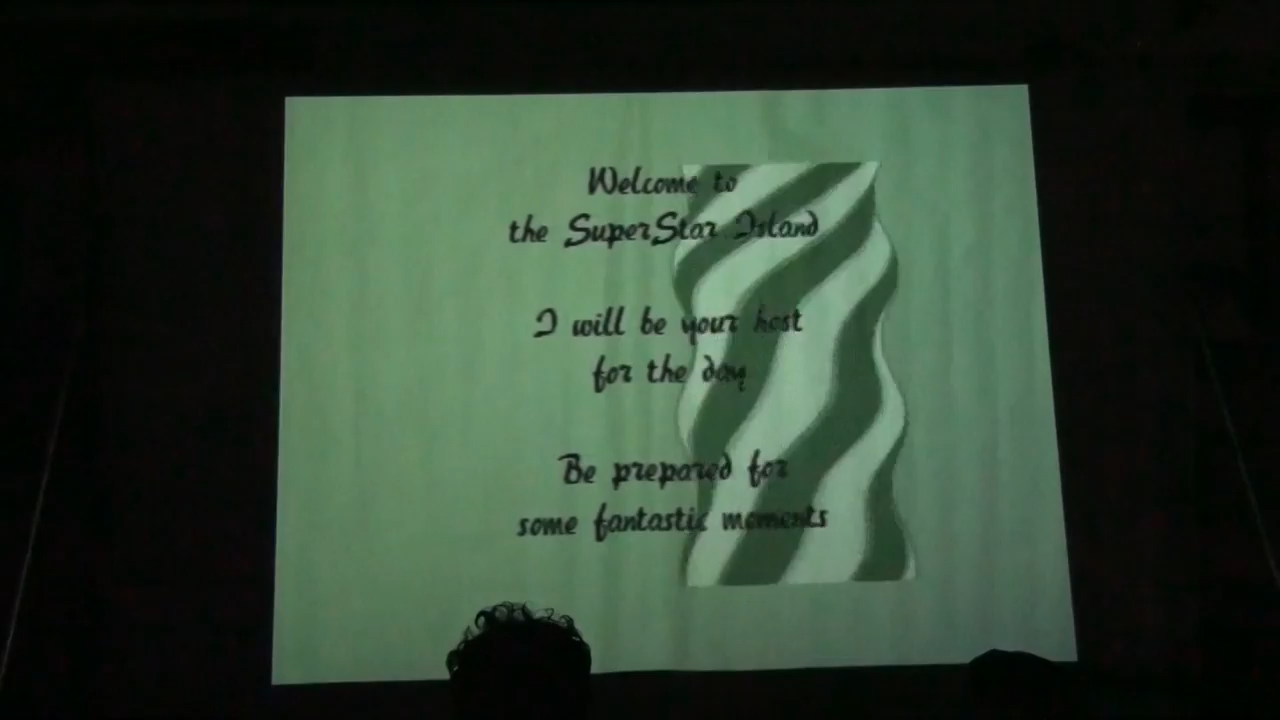 Welcome to
the SuperStar Island
I will be your host
for the day
Be prepared for
some fantastic moments